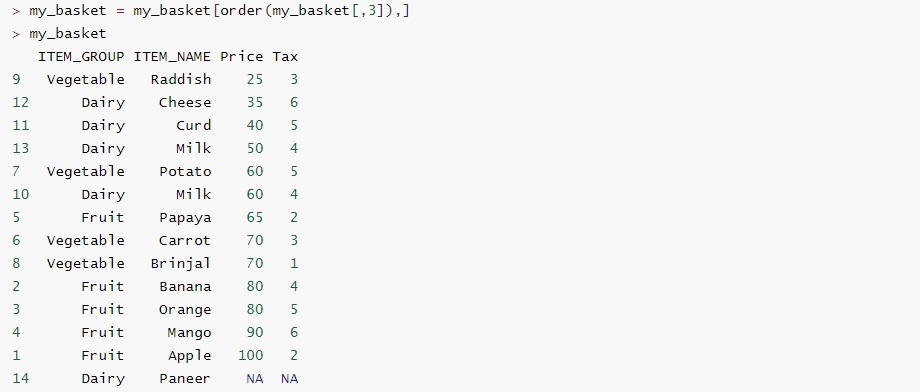 > my_basket = my_basket[order(my_basket[,3]),]
> my_basket
   ITEM_GROUP ITEM_NAME Price Tax
9   Vegetable   Raddish    25   3
12      Dairy    Cheese    35   6
11      Dairy      Curd    40   5
13      Dairy      Milk    50   4
7   Vegetable    Potato    60   5
10      Dairy      Milk    60   4
5       Fruit    Papaya    65   2
6   Vegetable    Carrot    70   3
8   Vegetable   Brinjal    70   1
2       Fruit    Banana    80   4
3       Fruit    Orange    80   5
4       Fruit     Mango    90   6
1       Fruit     Apple   100   2
14      Dairy    Paneer    NA  NA